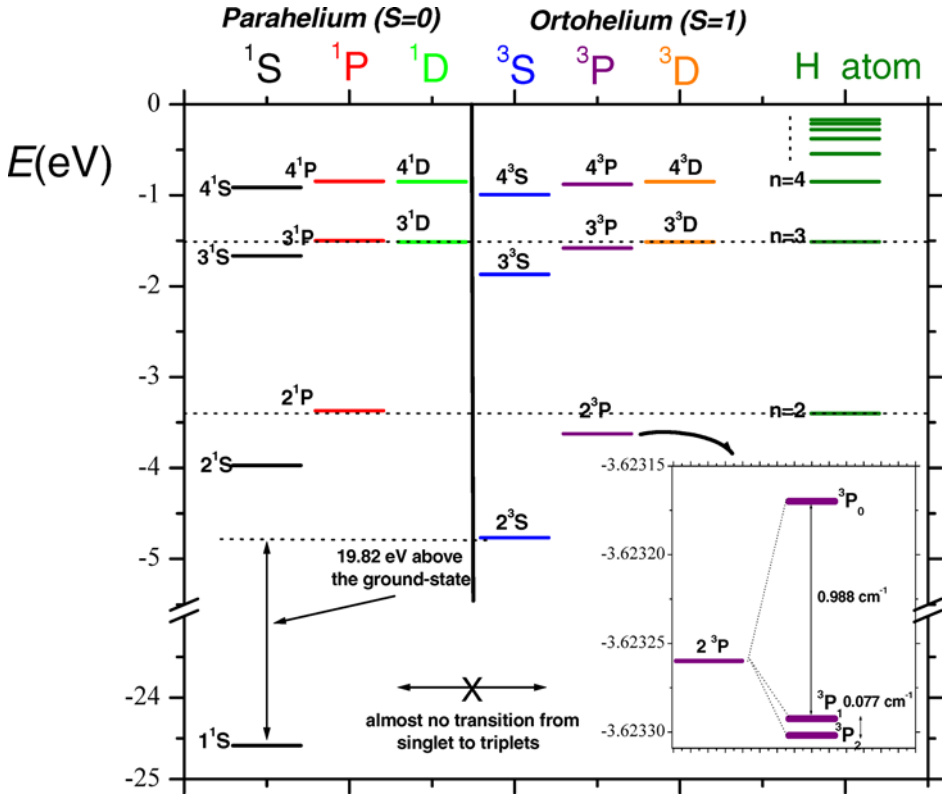 Parahelium (S=0) Ortohelium (S=1)
¹S ¹P ¹D ³S ³P ³D H atom
E(eV)
0
-1
-2
-3
-4
-5
-24
-25
4¹S
4¹P
4¹D
4³S
4³P
4³D
n=4
3¹S
3¹P
3¹D
3³S
3³P
3³D
n=3
2¹P
2³P
n=2
2¹S
2³S
19.82 eV above
the ground-state
1¹S
X
almost no transition from
singlet to triplets
-3.62315
-3.62320
-3.62325
-3.62330
³P₀
0.988 cm⁻¹
2 ³P
³P₁ 0.077 cm⁻¹
³P₂